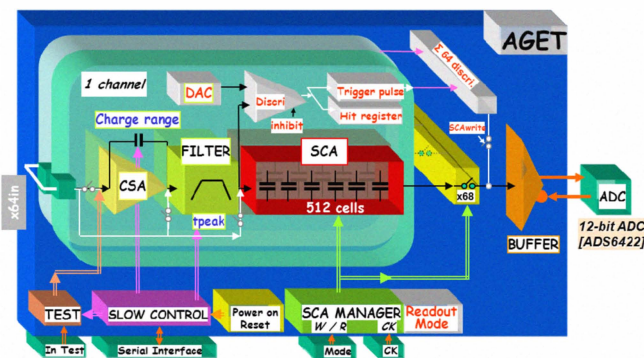 AGET
1 channel
DAC
Discri
inhibit
Trigger pulse
Hit register
Σ 64 discri.
SCAwrite
Charge range
FILTER
SCA
CSA
tpeak
512 cells
x64in
x68
BUFFER
ADC
12-bit ADC
[ADS6422]
TEST
SLOW CONTROL
Power on
Reset
SCA MANAGER
W / R
CK
Readout
Mode
In Test
Serial Interface
Mode
CK